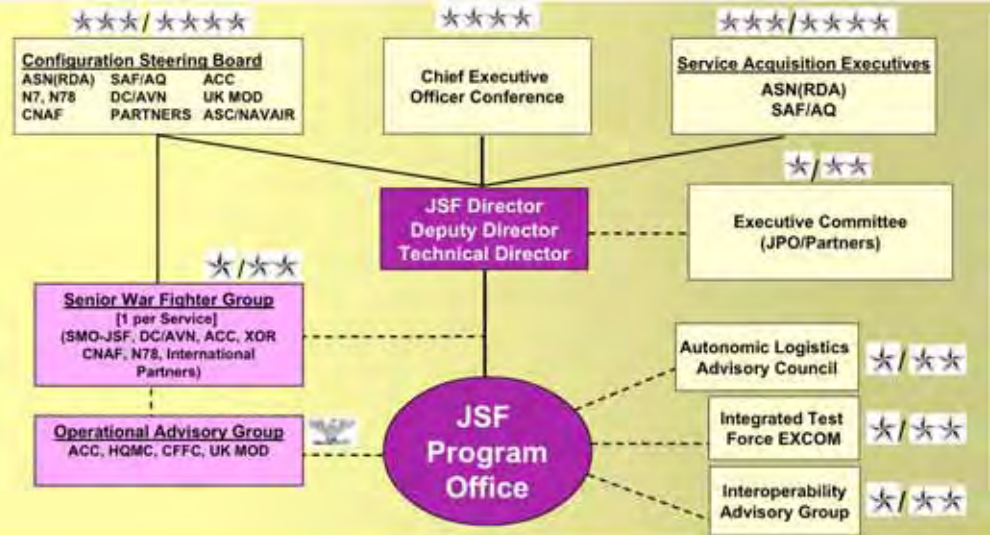 Configuration Steering Board
ASN(RDA) SAF/AQ ACC
N7, N78 DC/AVN UK MOD
CNAF PARTNERS ASC/NAVAIR
Chief Executive
Officer Conference
Service Acquisition Executives
ASN(RDA)
SAF/AQ
JSF Director
Deputy Director
Technical Director
Executive Committee
(JPO/Partners)
Senior War Fighter Group
[1 per Service]
(SMO-JSF, DC/AVN, ACC, XOR
CNAF, N78, International
Partners)
Operational Advisory Group
ACC, HQMC, CFFC, UK MOD
JSF
Program
Office
Autonomic Logistics
Advisory Council
Integrated Test
Force EXCOM
Interoperability
Advisory Group